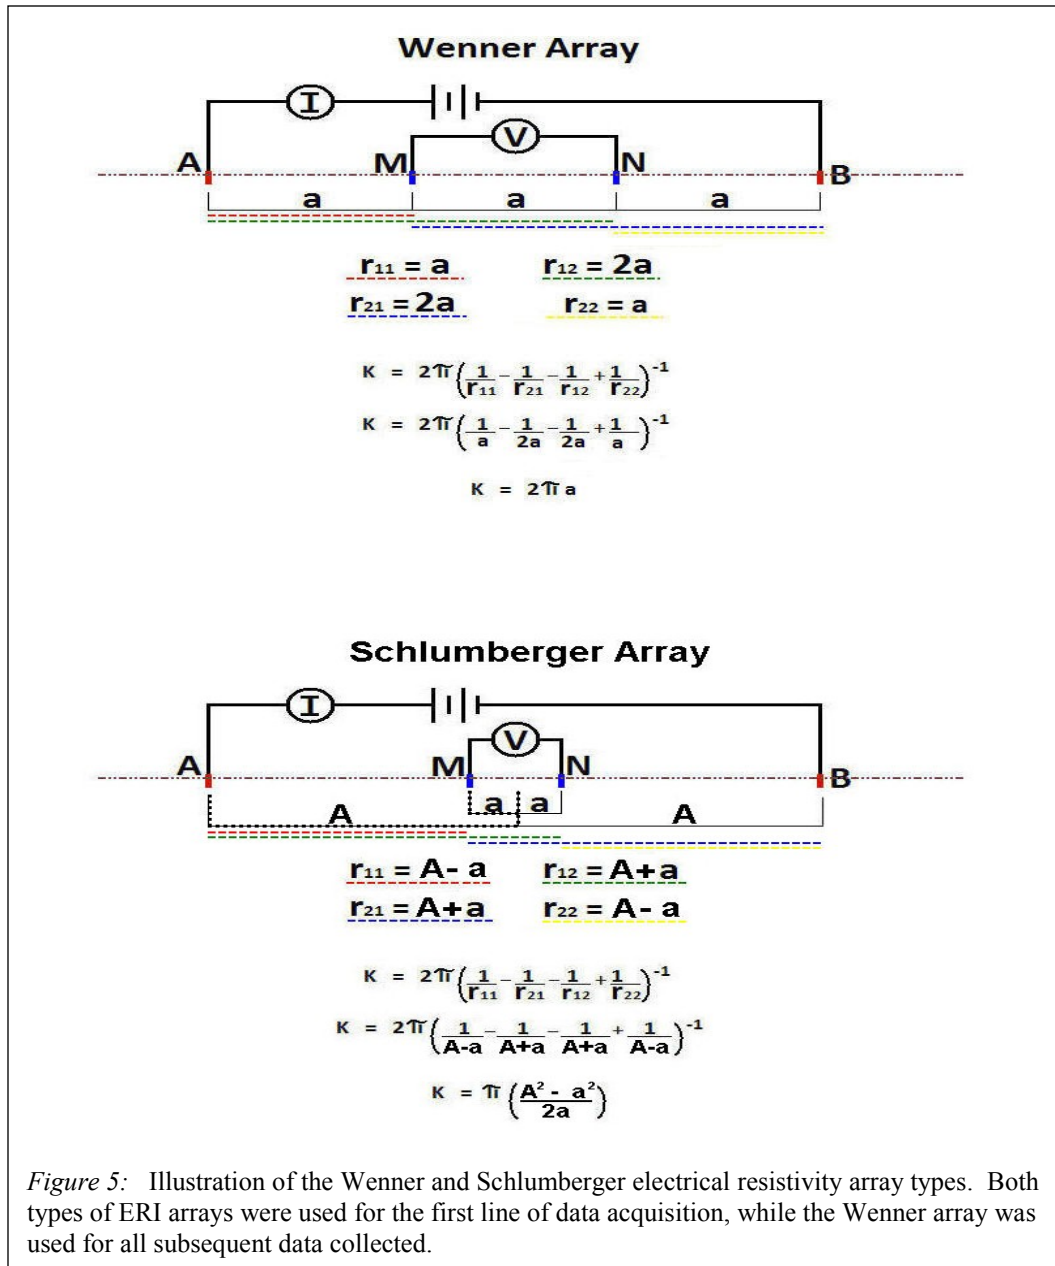 Wenner Array
I
V
A M N B
a a a
r₁₁ = a r₁₂ = 2a
r₂₁ = 2a r₂₂ = a
K = 2π(1/r₁₁ - 1/r₂₁ - 1/r₁₂ + 1/r₂₂)⁻¹
K = 2π(1/a - 1/2a - 1/2a + 1/a)⁻¹
K = 2π a
Schlumberger Array
I
V
A M N B
a a
A A
r₁₁ = A- a r₁₂ = A+a
r₂₁ = A+a r₂₂ = A- a
K = 2π(1/r₁₁ - 1/r₂₁ - 1/r₁₂ + 1/r₂₂)⁻¹
K = 2π(1/A-a - 1/A+a - 1/A+a + 1/A-a)⁻¹
K = π(A² - a²/2a)
Figure 5: Illustration of the Wenner and Schlumberger electrical resistivity array types. Both
types of ERI arrays were used for the first line of data acquisition, while the Wenner array was
used for all subsequent data collected.